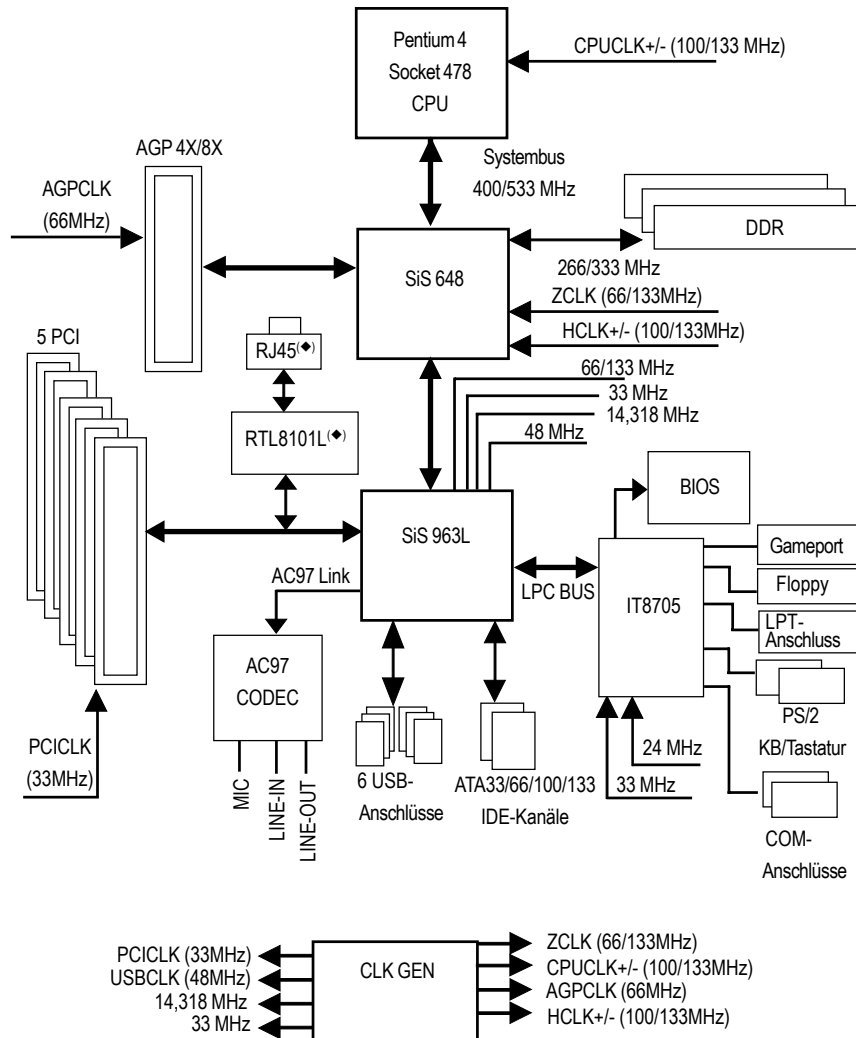 Pentium 4
Socket 478
CPU
CPUCLK+/- (100/133 MHz)
AGP 4X/8X
Systembus
400/533 MHz
AGPCLK
(66MHz)
DDR
SiS 648
266/333 MHz
ZCLK (66/133MHz)
HCLK+/- (100/133MHz)
5 PCI
RJ45(◆)
66/133 MHz
33 MHz
14,318 MHz
48 MHz
RTL8101L(◆)
BIOS
SiS 963L
Gameport
AC97 Link
LPC BUS
IT8705
Floppy
LPT-
Anschluss
AC97
CODEC
PS/2
KB/Tastatur
PCICLK
(33MHz)
MIC
LINE-IN
LINE-OUT
6 USB-
Anschlüsse
ATA33/66/100/133
IDE-Kanäle
24 MHz
33 MHz
COM-
Anschlüsse
PCICLK (33MHz)
USBCLK (48MHz)
14,318 MHz
33 MHz
CLK GEN
ZCLK (66/133MHz)
CPUCLK+/- (100/133MHz)
AGPCLK (66MHz)
HCLK+/- (100/133MHz)